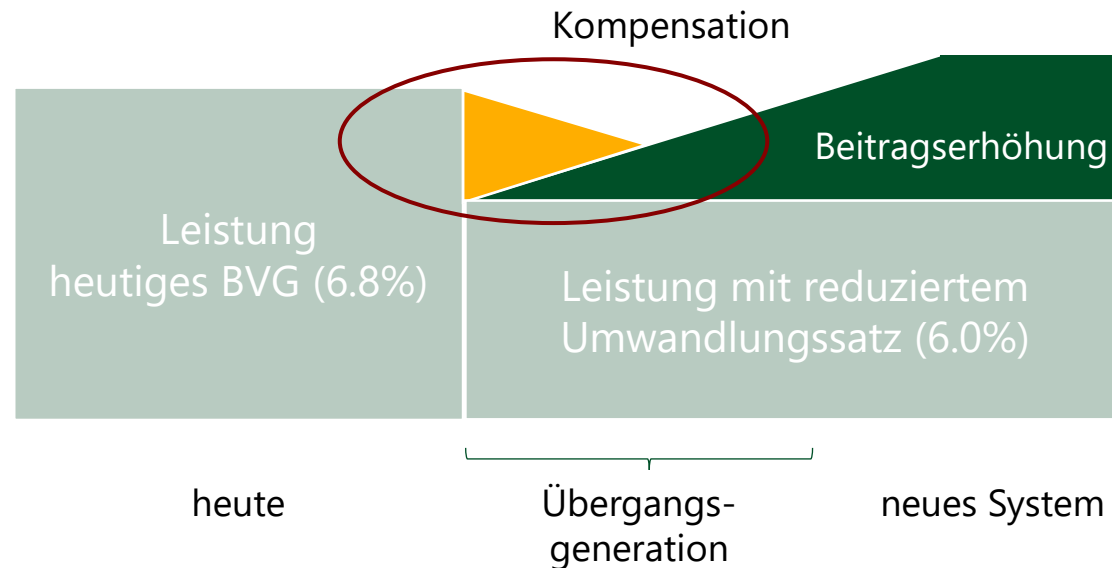 Kompensation
Beitragserhöhung
Leistung
heutiges BVG (6.8%)
Leistung mit reduziertem
Umwandlungssatz (6.0%)
heute
Übergangs-
generation
neues System